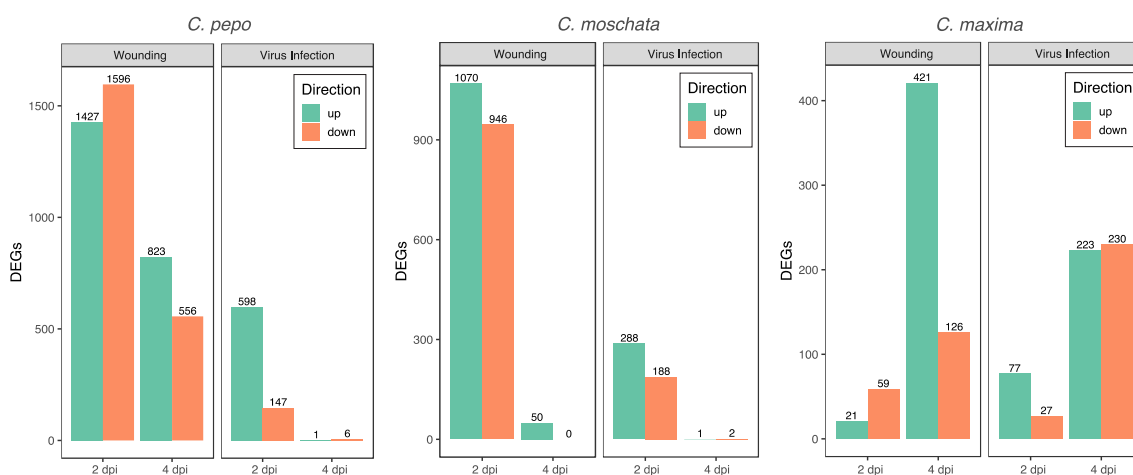 C. pepo
Wounding
Virus Infection
DEGs
1500
1000
500
0
1427
1596
823
556
598
147
1
6
Direction
up
down
2 dpi
4 dpi
2 dpi
4 dpi
C. moschata
Wounding
Virus Infection
DEGs
900
600
300
0
1070
946
50
0
288
188
1
2
Direction
up
down
2 dpi
4 dpi
2 dpi
4 dpi
C. maxima
Wounding
Virus Infection
DEGs
400
300
200
100
0
21
59
421
126
77
27
223
230
Direction
up
down
2 dpi
4 dpi
2 dpi
4 dpi